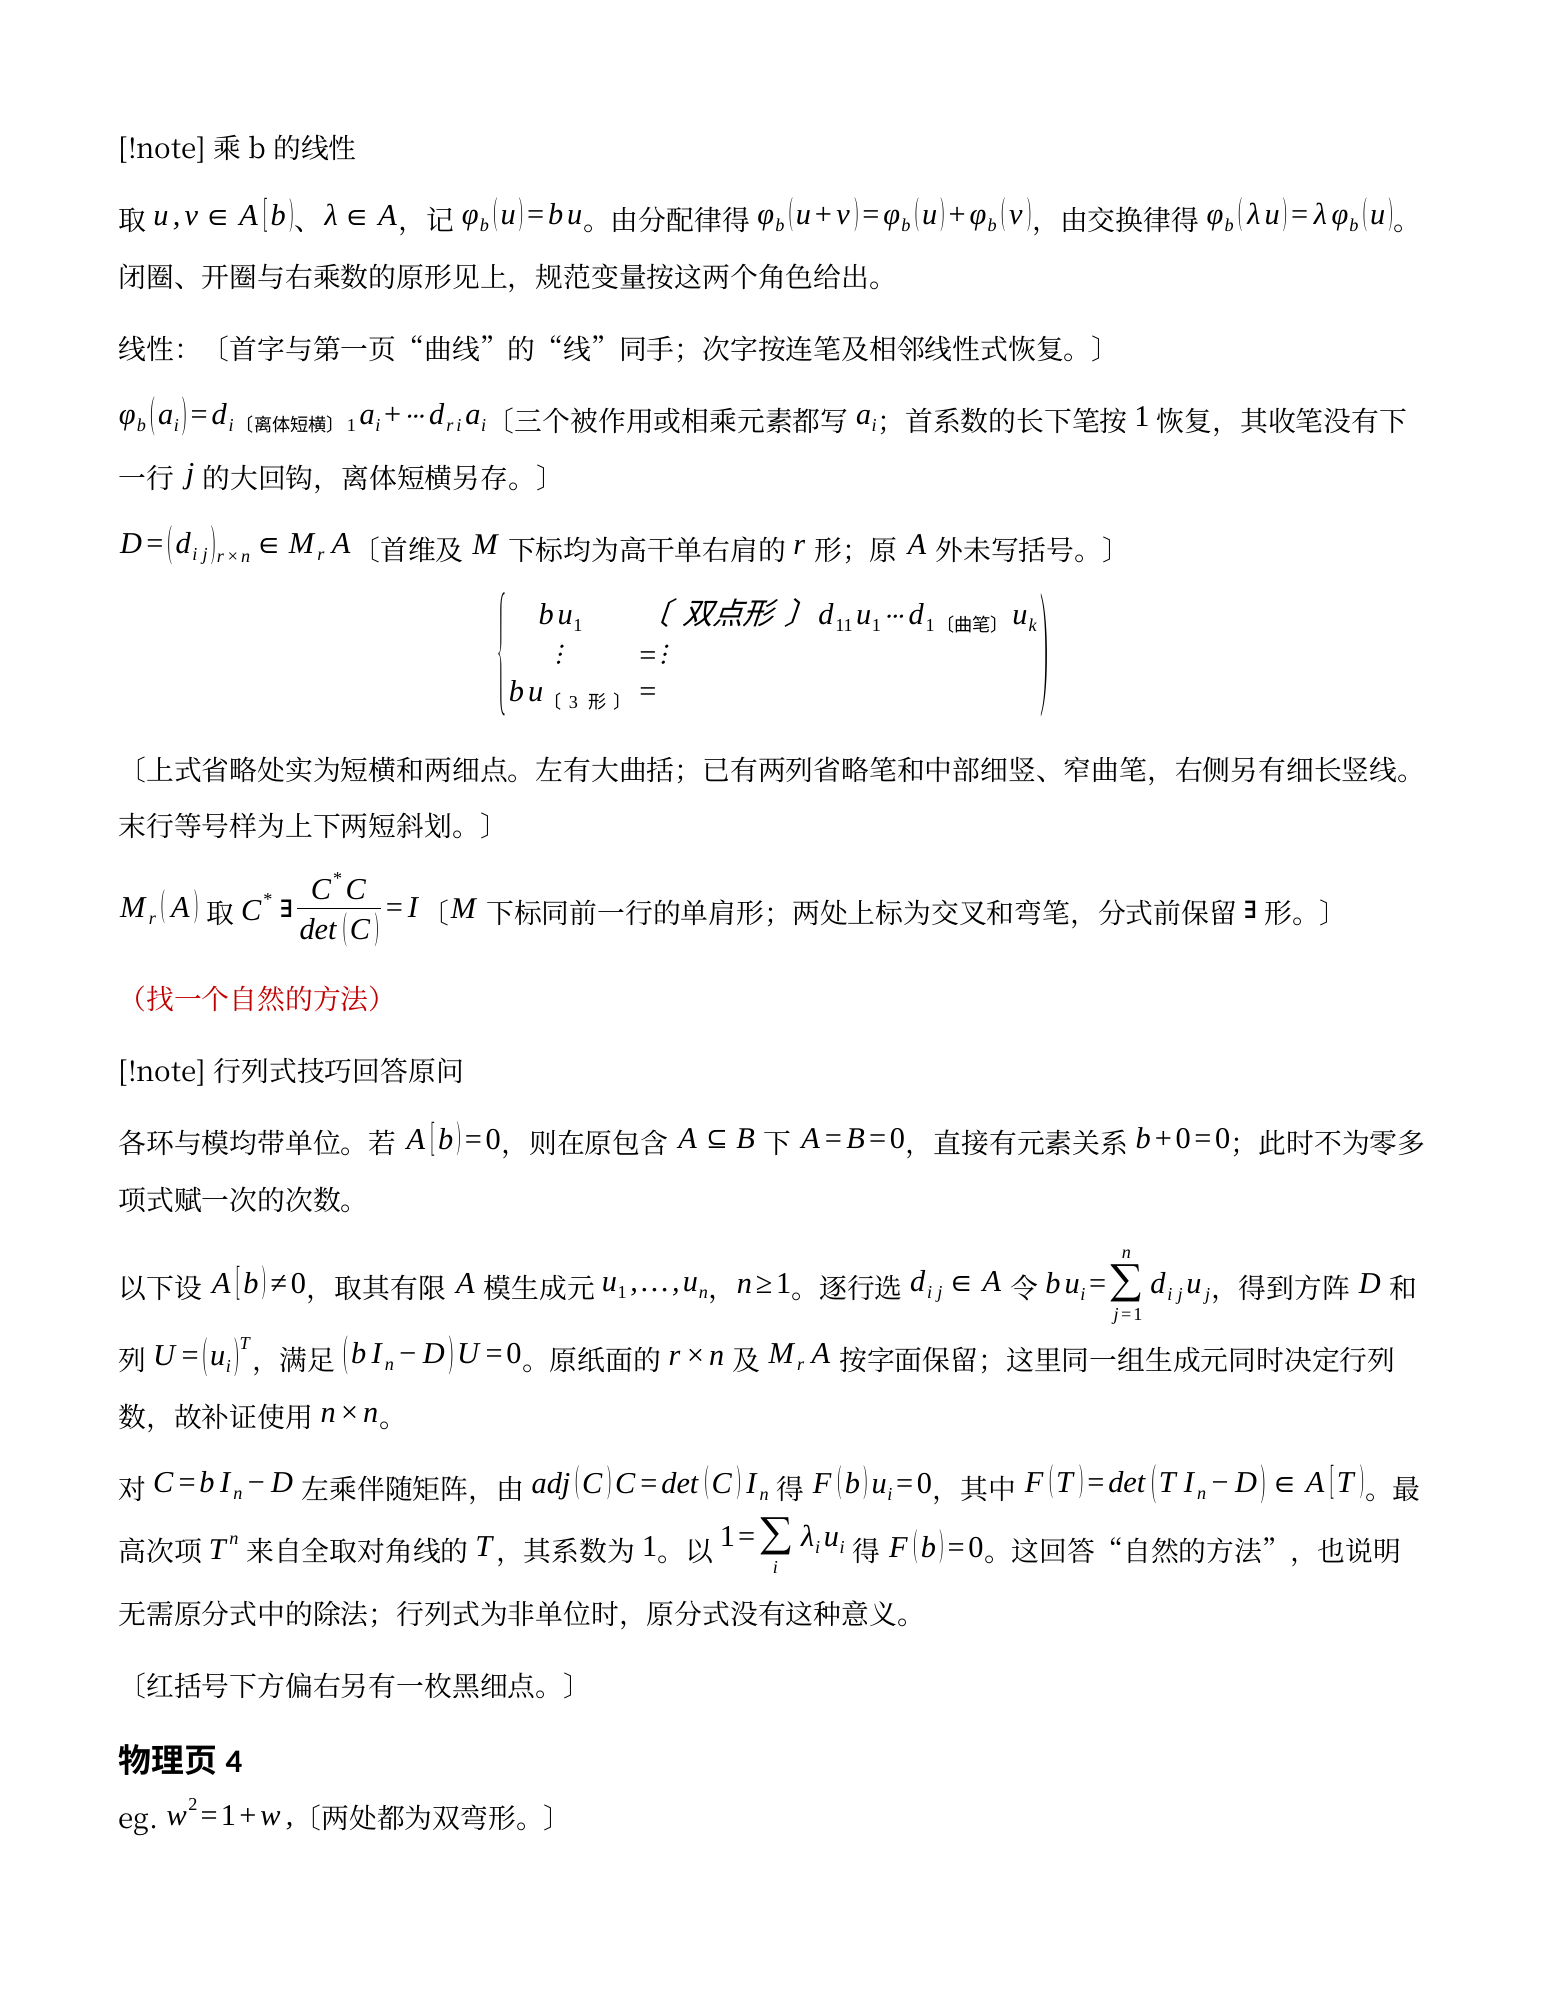 [!note] 乘 b 的线性
取 u,v∈A[b)、λ∈A，记 φ_b(u)=bu。由分配律得 φ_b(u+v)=φ_b(u)+φ_b(v)，由交换律得 φ_b(λu)=λφ_b(u)。
闭圈、开圈与右乘数的原形见上，规范变量按这两个角色给出。
线性：〔首字与第一页“曲线”的“线”同手；次字按连笔及相邻线性式恢复。〕
φ_b(a_i)=d_{i〔离体短横〕1}a_i+⋯d_{ri}a_i〔三个被作用或相乘元素都写 a_i；首系数的长下笔按 1 恢复，其收笔没有下
一行 j 的大回钩，离体短横另存。〕
D=(d_{ij})_{r×n}∈M_r A〔首维及 M 下标均为高干单右肩的 r 形；原 A 外未写括号。〕
{ bu_1 〔双点形〕d_{11}u_1⋯d_{1〔曲笔〕}u_k
⋮ =⋮
bu_{〔3 形〕} = )
〔上式省略处实为短横和两细点。左有大曲括；已有两列省略笔和中部细竖、窄曲笔，右侧另有细长竖线。
末行等号样为上下两短斜划。〕
M_r(A) 取 C^* ∃ \frac{C^*C}{det(C)}=I〔M 下标同前一行的单肩形；两处上标为交叉和弯笔，分式前保留 ∃ 形。〕
（找一个自然的方法）
[!note] 行列式技巧回答原问
各环与模均带单位。若 A[b)=0，则在原包含 A⊆B 下 A=B=0，直接有元素关系 b+0=0；此时不为零多
项式赋一次的次数。
以下设 A[b)≠0，取其有限 A 模生成元 u_1,…,u_n，n≥1。逐行选 d_{ij}∈A 令 bu_i=∑_{j=1}^{n}d_{ij}u_j，得到方阵 D 和
列 U=(u_i)^T，满足 (bI_n−D)U=0。原纸面的 r×n 及 M_r A 按字面保留；这里同一组生成元同时决定行列
数，故补证使用 n×n。
对 C=bI_n−D 左乘伴随矩阵，由 adj(C)C=det(C)I_n 得 F(b)u_i=0，其中 F(T)=det(TI_n−D)∈A[T)。最
高次项 T^n 来自全取对角线的 T，其系数为 1。以 1=∑_i λ_i u_i 得 F(b)=0。这回答“自然的方法”，也说明
无需原分式中的除法；行列式为非单位时，原分式没有这种意义。
〔红括号下方偏右另有一枚黑细点。〕
物理页 4
eg. w^2=1+w,〔两处都为双弯形。〕